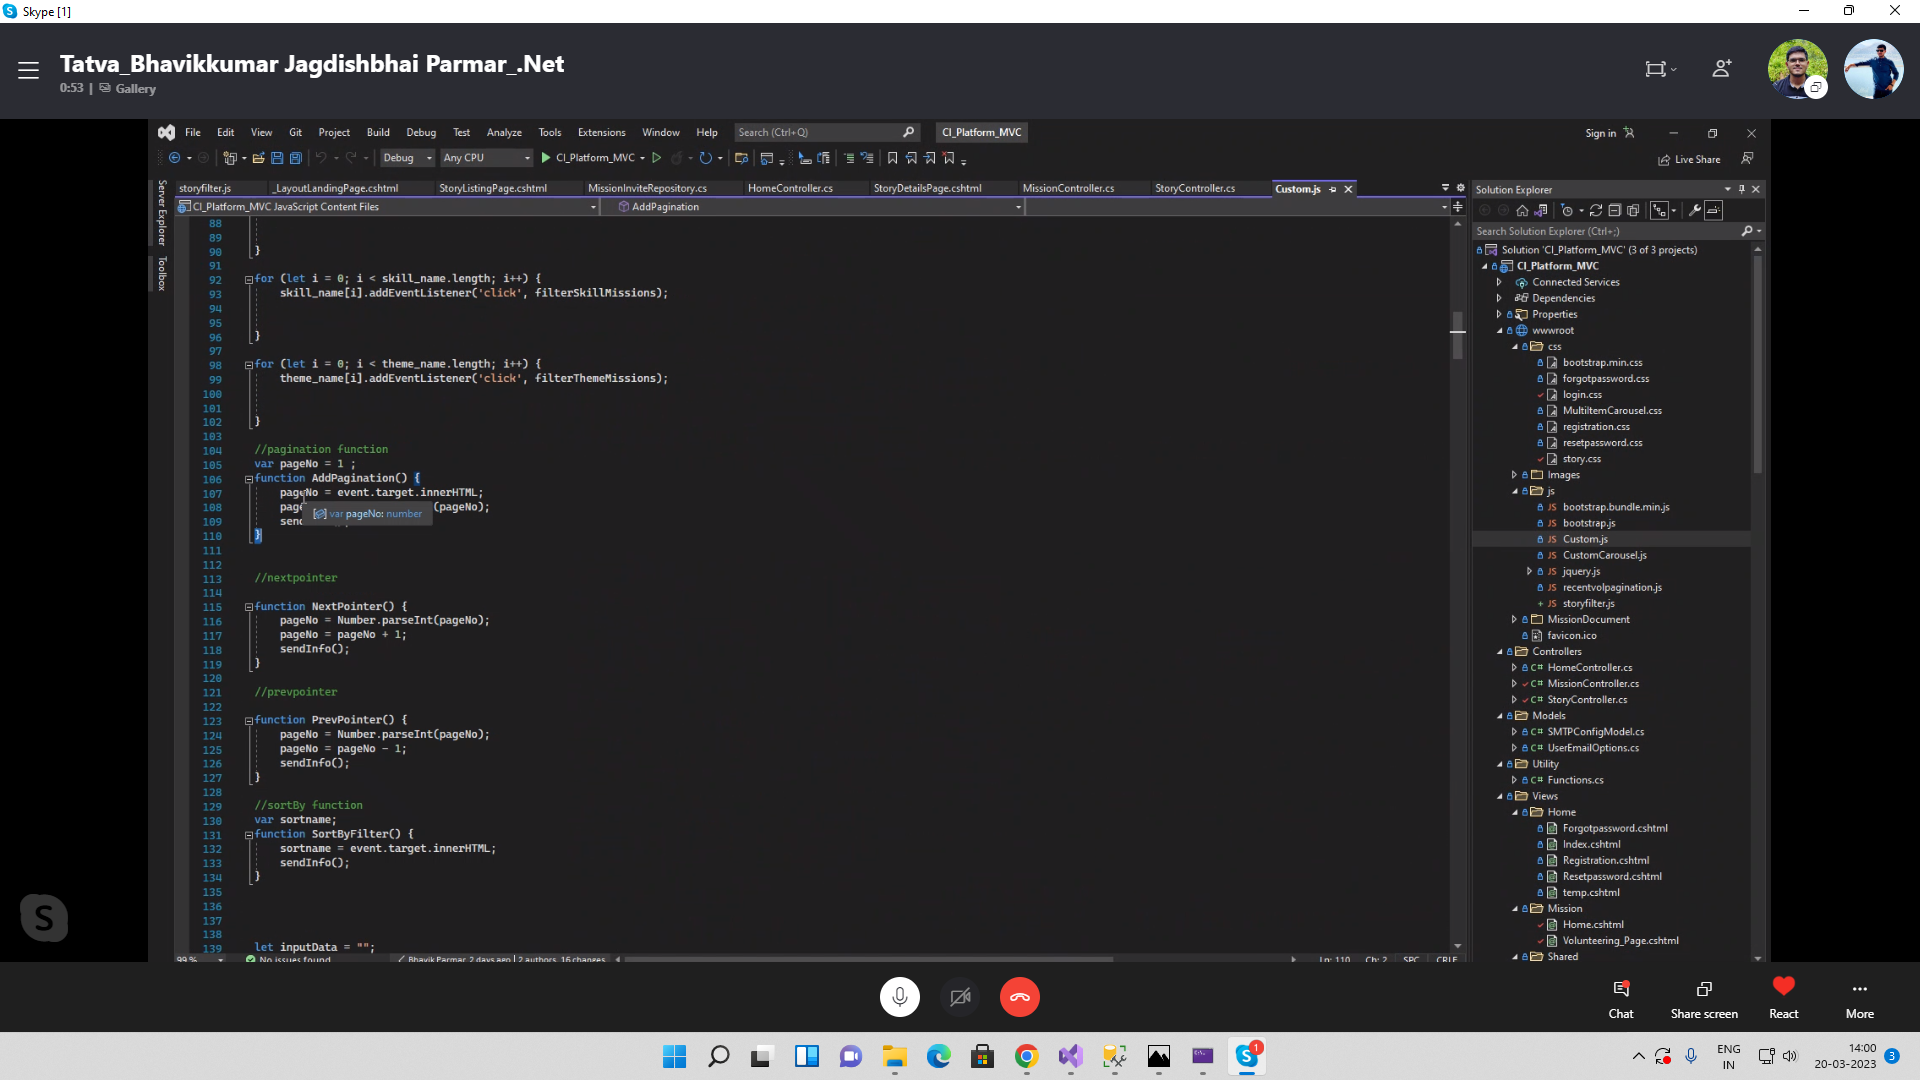 Skype [1]
Tatva_Bhavikkumar Jagdishbhai Parmar_.Net
0:53 | Gallery
File Edit View Git Project Build Debug Test Analyze Tools Extensions Window Help Search (Ctrl+Q) CI_Platform_MVC Sign in
Debug Any CPU CI_Platform_MVC Live Share
Server Explorer
Toolbox
storyfilter.js _LayoutLandingPage.cshtml StoryListingPage.cshtml MissionInviteRepository.cs HomeController.cs StoryDetailsPage.cshtml MissionController.cs StoryController.cs Custom.js
CI_Platform_MVC JavaScript Content Files AddPagination
88
89
90 }
91
92 for (let i = 0; i < skill_name.length; i++) {
93 skill_name[i].addEventListener('click', filterSkillMissions);
94
95
96 }
97
98 for (let i = 0; i < theme_name.length; i++) {
99 theme_name[i].addEventListener('click', filterThemeMissions);
100
101
102 }
103
104 //pagination function
105 var pageNo = 1 ;
106 function AddPagination() {
107 pageNo = event.target.innerHTML;
108 page (pageNo);
109 send
var pageNo: number
110 }
111
112
113 //nextpointer
114
115 function NextPointer() {
116 pageNo = Number.parseInt(pageNo);
117 pageNo = pageNo + 1;
118 sendInfo();
119 }
120
121 //prevpointer
122
123 function PrevPointer() {
124 pageNo = Number.parseInt(pageNo);
125 pageNo = pageNo - 1;
126 sendInfo();
127 }
128
129 //sortBy function
130 var sortname;
131 function SortByFilter() {
132 sortname = event.target.innerHTML;
133 sendInfo();
134 }
135
136
137
138
139 let inputData = "";
99 % No issues found Bhavik Parmar, 2 days ago | 2 authors, 16 changes Ln: 110 Ch: 2 SPC CRLF
Solution Explorer
Search Solution Explorer (Ctrl+;)
Solution 'CI_Platform_MVC' (3 of 3 projects)
CI_Platform_MVC
Connected Services
Dependencies
Properties
wwwroot
css
bootstrap.min.css
forgotpassword.css
login.css
MultiItemCarousel.css
registration.css
resetpassword.css
story.css
Images
js
JS bootstrap.bundle.min.js
JS bootstrap.js
JS Custom.js
JS CustomCarousel.js
JS jquery.js
JS recentvolpagination.js
JS storyfilter.js
MissionDocument
favicon.ico
Controllers
C# HomeController.cs
C# MissionController.cs
C# StoryController.cs
Models
C# SMTPConfigModel.cs
C# UserEmailOptions.cs
Utility
C# Functions.cs
Views
Home
Forgotpassword.cshtml
Index.cshtml
Registration.cshtml
Resetpassword.cshtml
temp.cshtml
Mission
Home.cshtml
Volunteering_Page.cshtml
Shared
Chat Share screen React More
ENG
IN
14:00
20-03-2023
3
1